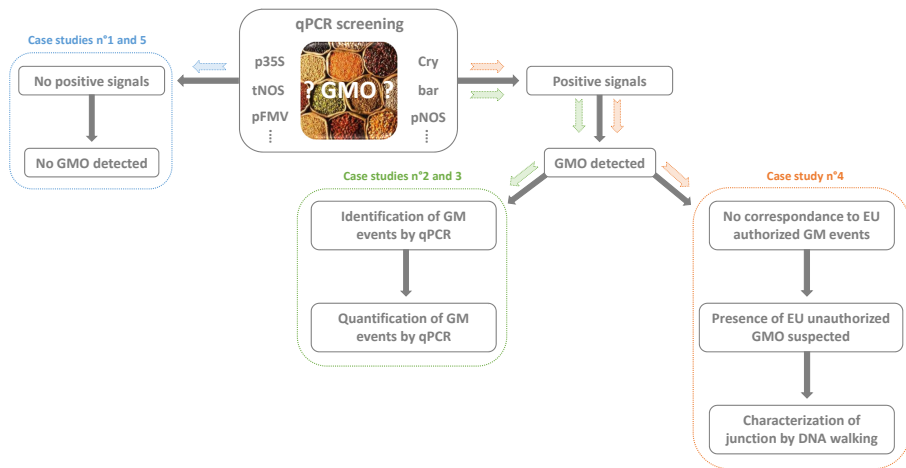 qPCR screening
Case studies n°1 and 5
p35S
Cry
No positive signals
? GMO ?
Positive signals
tNOS
bar
pFMV
pNOS
No GMO detected
GMO detected
Case studies n°2 and 3
Case study n°4
Identification of GM
events by qPCR
No correspondance to EU
authorized GM events
Quantification of GM
events by qPCR
Presence of EU unauthorized
GMO suspected
Characterization of
junction by DNA walking